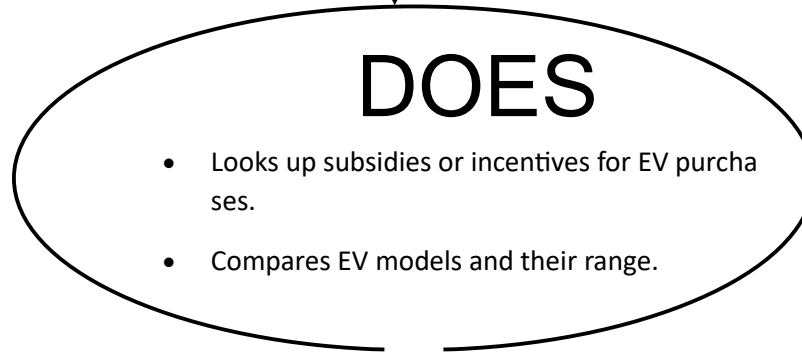 DOES
• Looks up subsidies or incentives for EV purcha
ses.
• Compares EV models and their range.